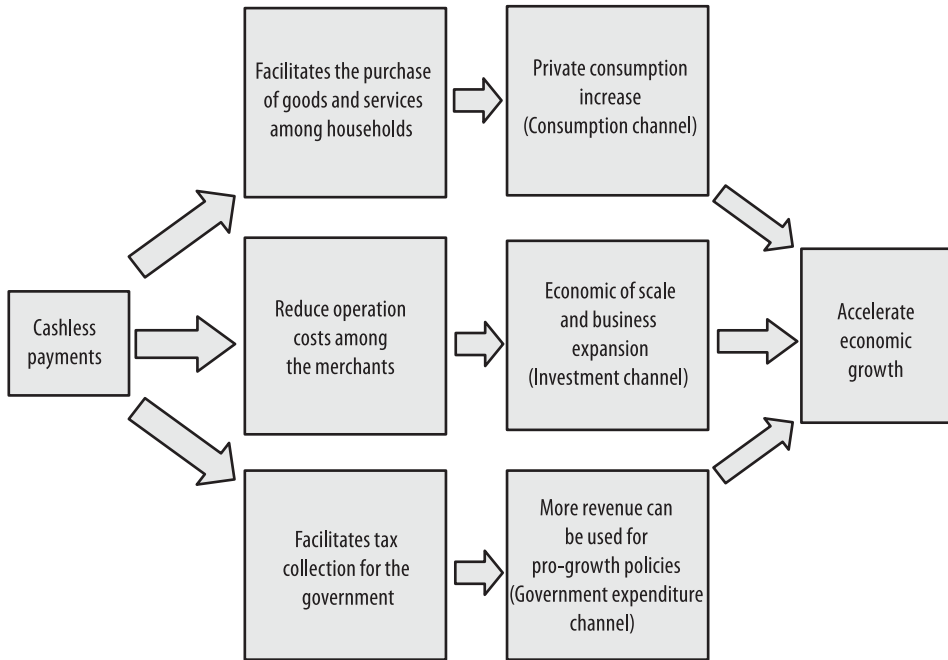 Cashless
payments
Facilitates the purchase
of goods and services
among households
Private consumption
increase
(Consumption channel)
Reduce operation
costs among
the merchants
Economic of scale
and business
expansion
(Investment channel)
Facilitates tax
collection for the
government
More revenue can
be used for
pro-growth policies
(Government expenditure
channel)
Accelerate
economic
growth